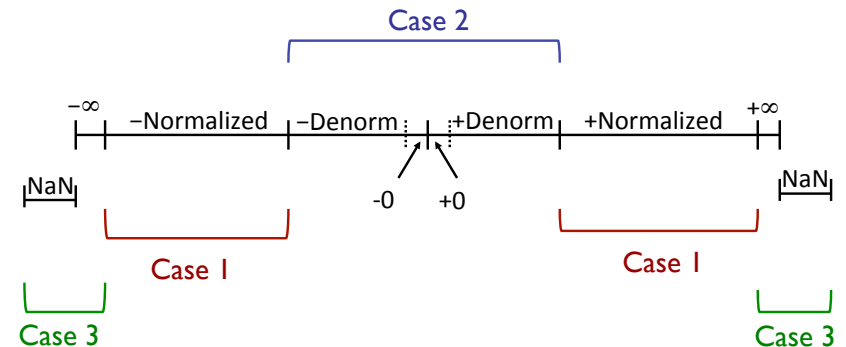 Case 2
−∞ −Normalized −Denorm +Denorm +Normalized +∞
NaN -0 +0 NaN
Case 1 Case 1
Case 3 Case 3